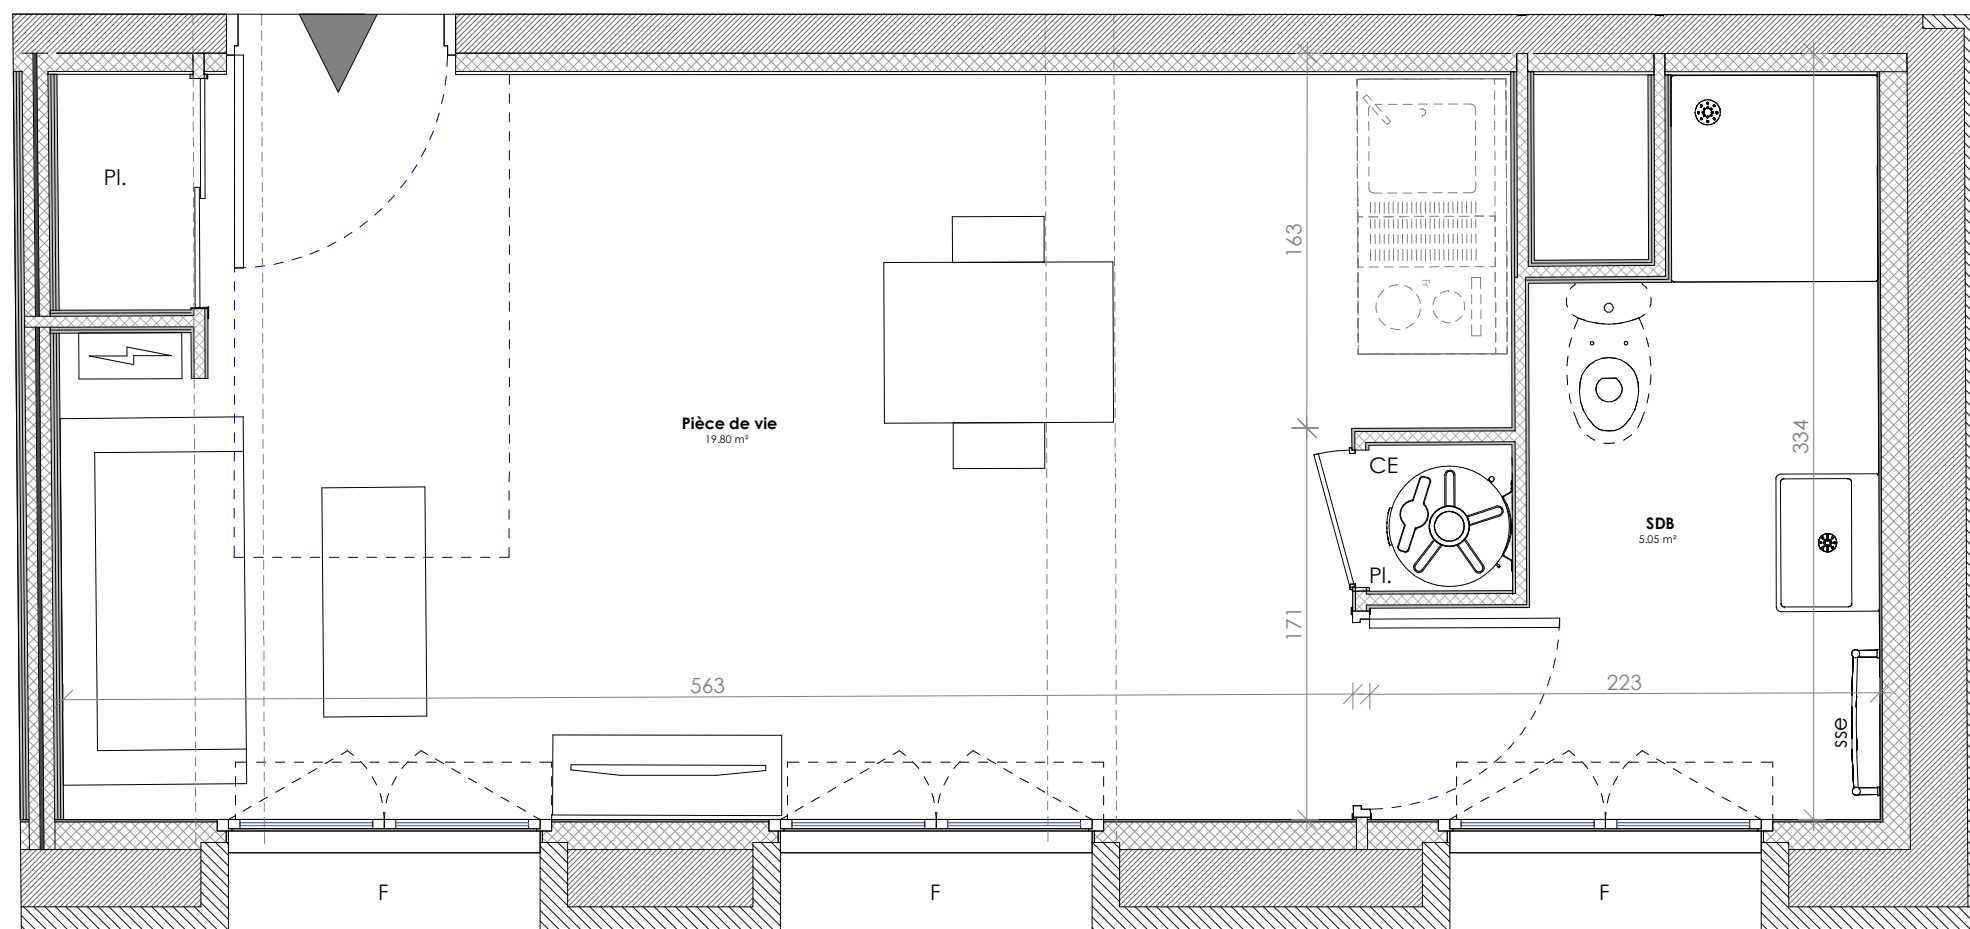 Pl.
163
Pièce de vie
19.80 m²
334
CE
SDB
5.05 m²
Pl.
171
563
223
sse
F
F
F